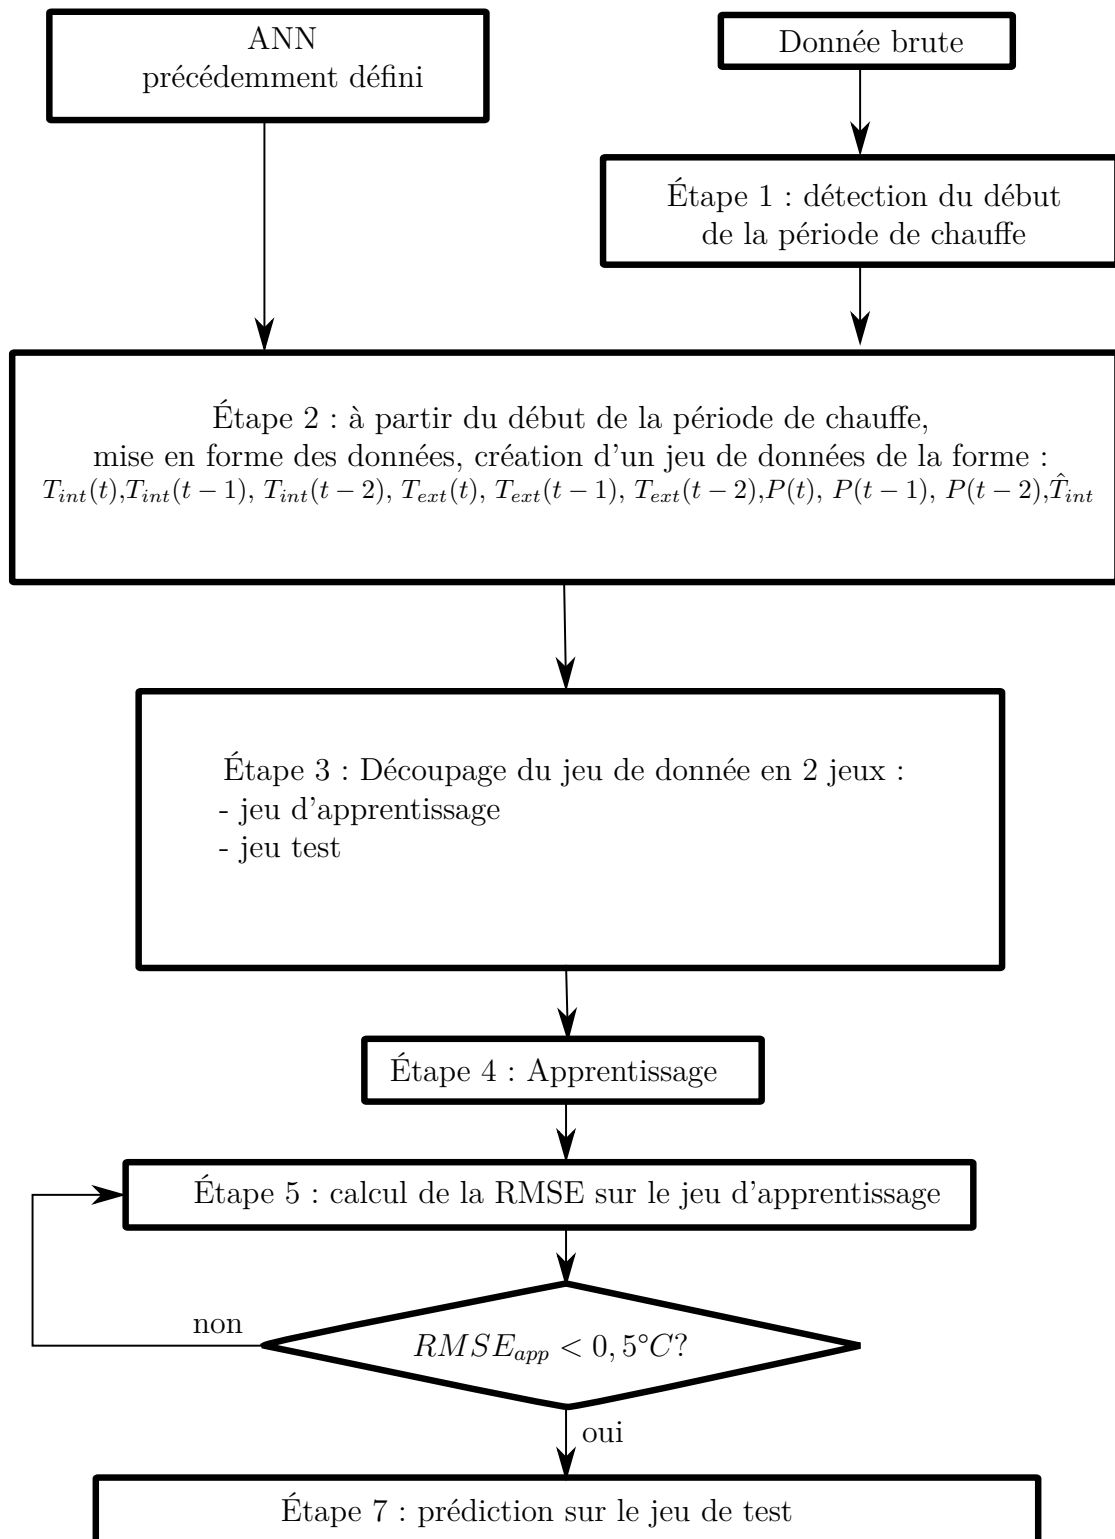 ANN
précédemment défini
Donnée brute
Étape 1 : détection du début
de la période de chauffe
Étape 2 : à partir du début de la période de chauffe,
mise en forme des données, création d'un jeu de données de la forme :
$T_{int}(t)$,$T_{int}(t-1)$, $T_{int}(t-2)$, $T_{ext}(t)$, $T_{ext}(t-1)$, $T_{ext}(t-2)$,$P(t)$, $P(t-1)$, $P(t-2)$,$\hat{T}_{int}$
Étape 3 : Découpage du jeu de donnée en 2 jeux :
- jeu d'apprentissage
- jeu test
Étape 4 : Apprentissage
Étape 5 : calcul de la RMSE sur le jeu d'apprentissage
non
$RMSE_{app} < 0,5°C?$
oui
Étape 7 : prédiction sur le jeu de test